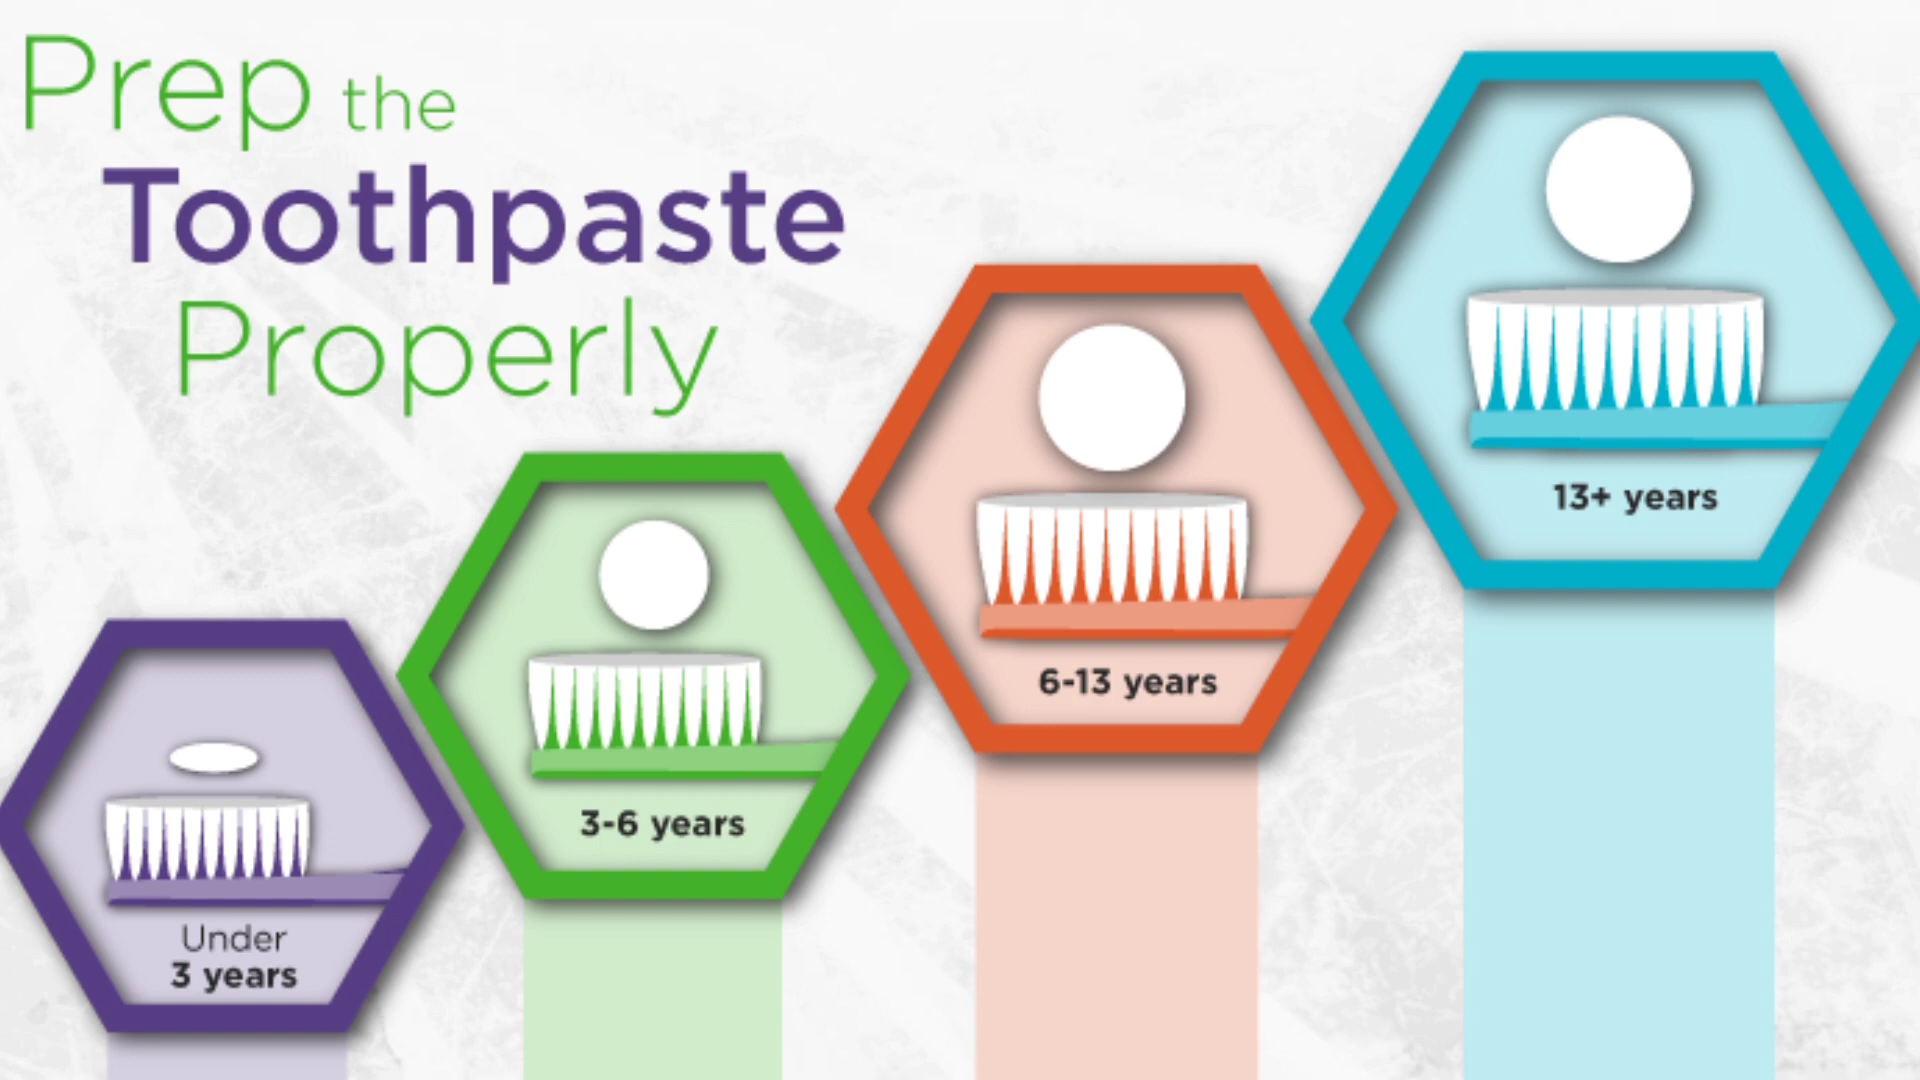 Prep the
Toothpaste
Properly
Under
3 years
3-6 years
6-13 years
13+ years